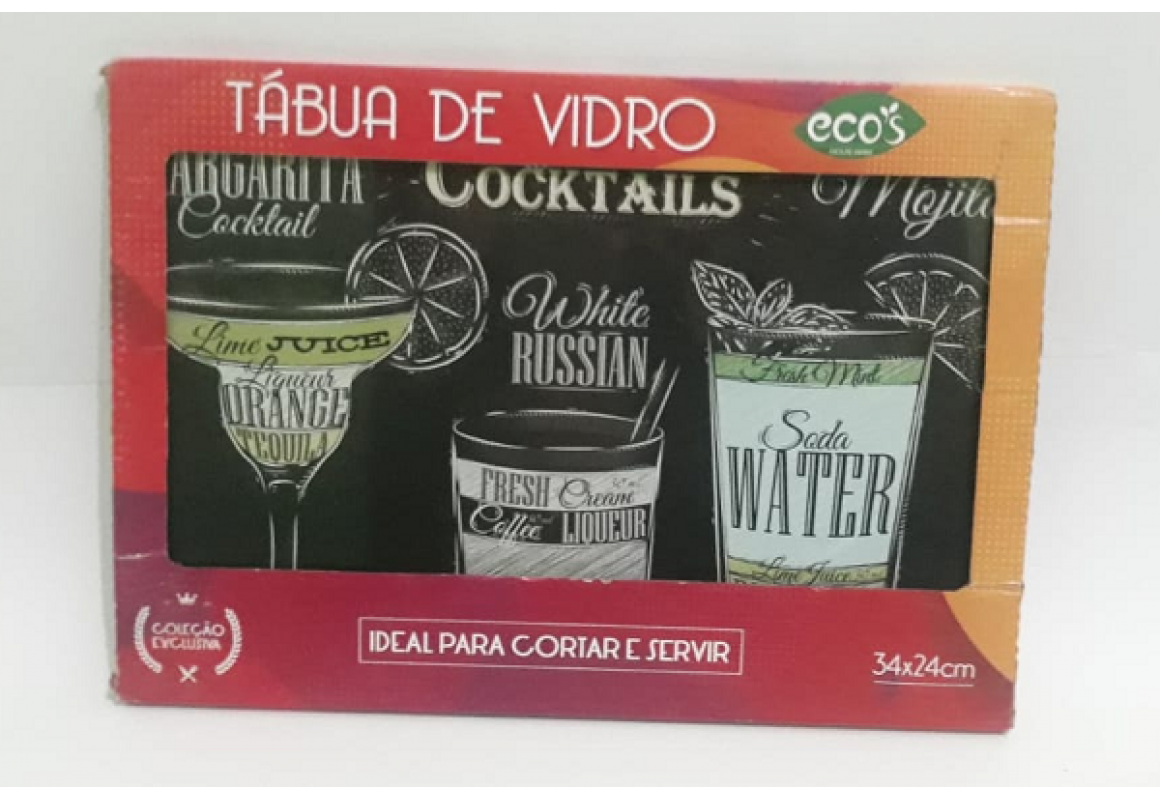 TÁBUA DE VIDRO
eco's
ARGARITA
Cocktail
COCKTAILS
Mojito
Lime JUICE
Liqueur
ORANGE
TEQUILA
White
RUSSIAN
FRESH Cream
Coffee LIQUEUR
Fresh Mint
Soda
WATER
Lime Juice
COLEÇÃO
EXCLUSIVA
IDEAL PARA CORTAR E SERVIR
34x24cm